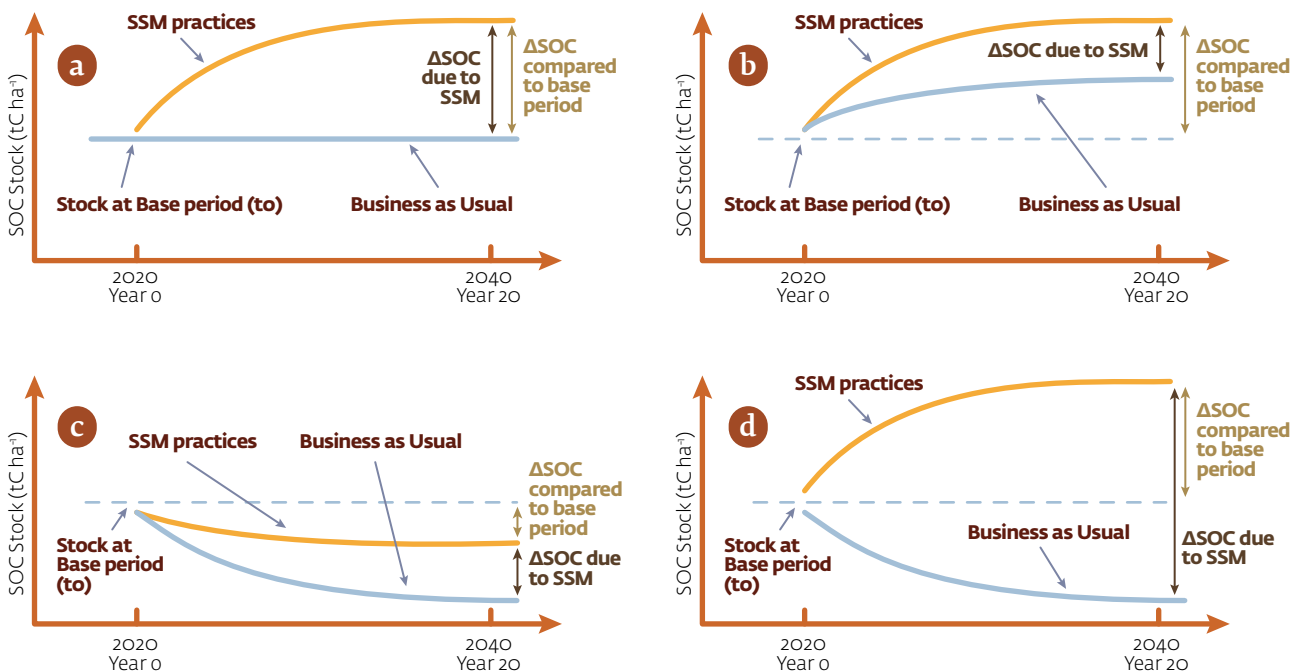 a
SOC Stock (tC ha⁻¹)
SSM practices
ΔSOC
due to
SSM
ΔSOC
compared
to base
period
Stock at Base period (to)
Business as Usual
2020
Year 0
2040
Year 20
b
SOC Stock (tC ha⁻¹)
SSM practices
ΔSOC due to SSM
ΔSOC
compared
to base
period
Stock at Base period (to)
Business as Usual
2020
Year 0
2040
Year 20
c
SOC Stock (tC ha⁻¹)
SSM practices
Business as Usual
ΔSOC
compared
to base
period
Stock at
Base period
(to)
ΔSOC due
to SSM
2020
Year 0
2040
Year 20
d
SOC Stock (tC ha⁻¹)
SSM practices
ΔSOC
compared
to base
period
Stock at
Base period
(to)
Business as Usual
ΔSOC due
to SSM
2020
Year 0
2040
Year 20